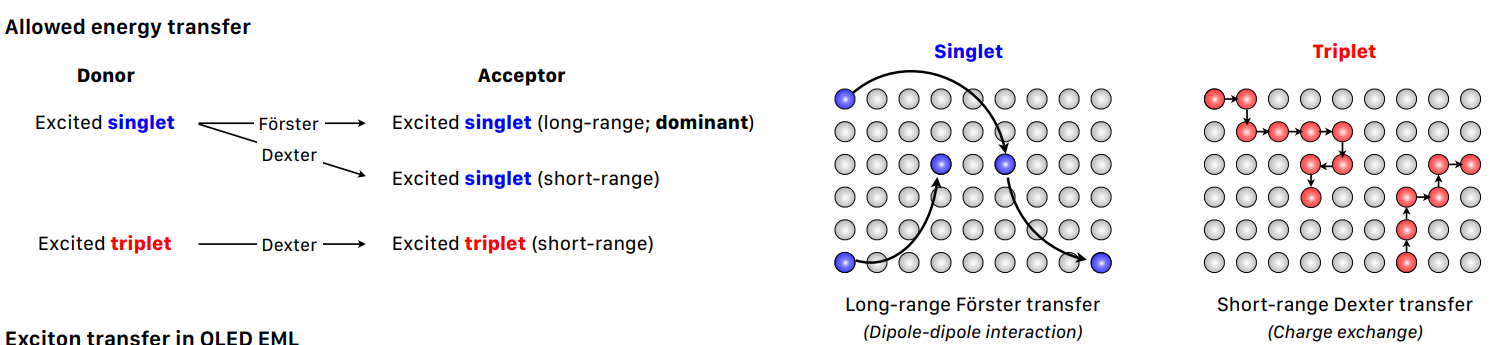 Allowed energy transfer
Donor
Acceptor
Excited singlet
Förster
Excited singlet (long-range; dominant)
Dexter
Excited singlet (short-range)
Excited triplet
Dexter
Excited triplet (short-range)
Singlet
Long-range Förster transfer
(Dipole-dipole interaction)
Triplet
Short-range Dexter transfer
(Charge exchange)
Exciton transfer in OLED EML